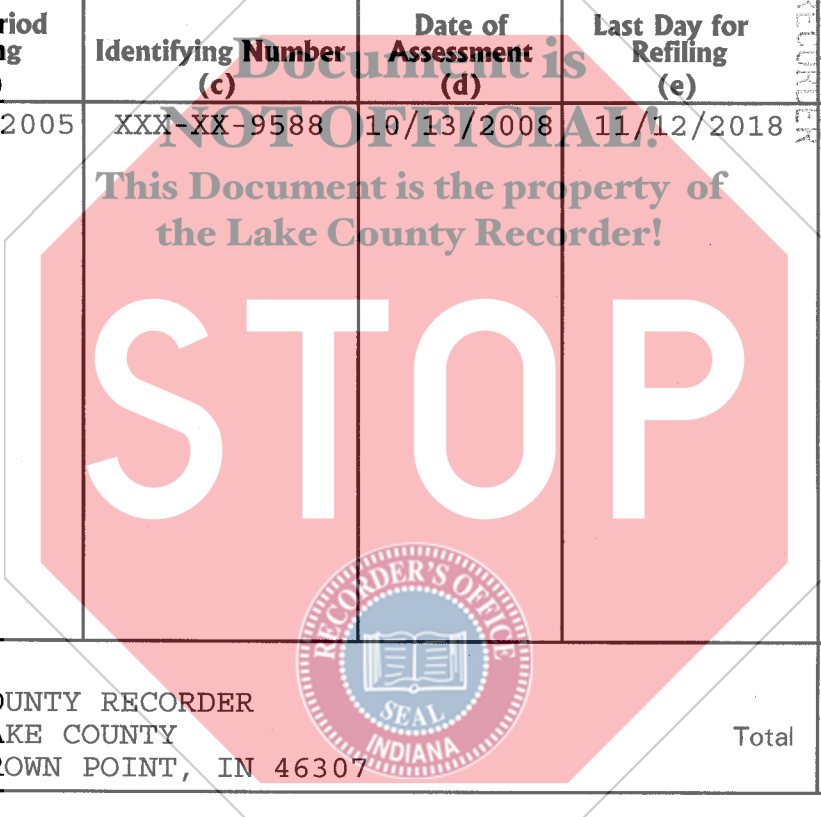 riod
Date of
Last Day for
ng
Identifying Number
Assessment
Refiling
)
(c)
(d)
(e)
RECORDER
2005
XXX-XX-9588
10/13/2008
11/12/2018
Document is
NOT OFFICIAL!
This Document is the property of
the Lake County Recorder!
STOP
RECORDER'S OFFICE
SEAL
INDIANA
OUNTY RECORDER
AKE COUNTY
Total
ROWN POINT, IN 46307